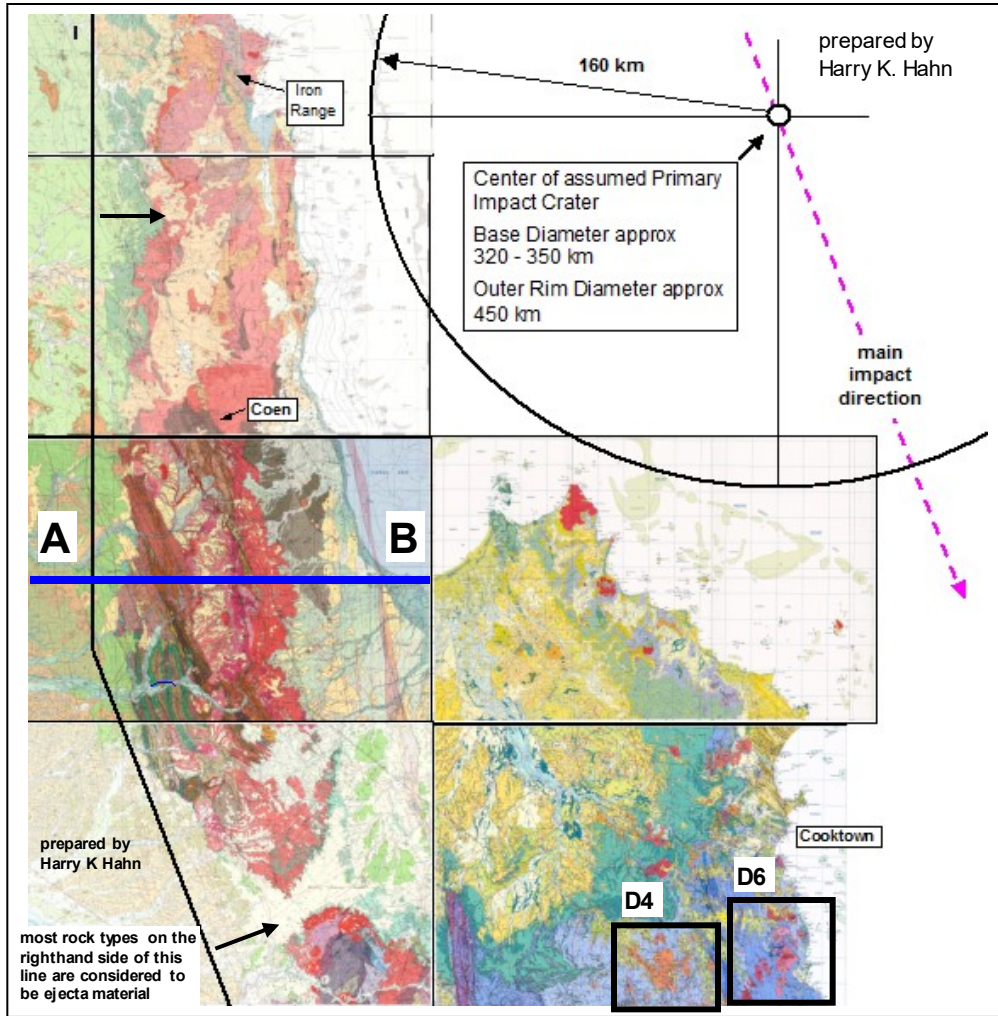 I
Iron
Range
160 km
prepared by
Harry K. Hahn
Center of assumed Primary
Impact Crater
Base Diameter approx
320 - 350 km
Outer Rim Diameter approx
450 km
main
impact
direction
Coen
A
B
Cooktown
prepared by
Harry K Hahn
D4
D6
most rock types on the
righthand side of this
line are considered to
be ejecta material